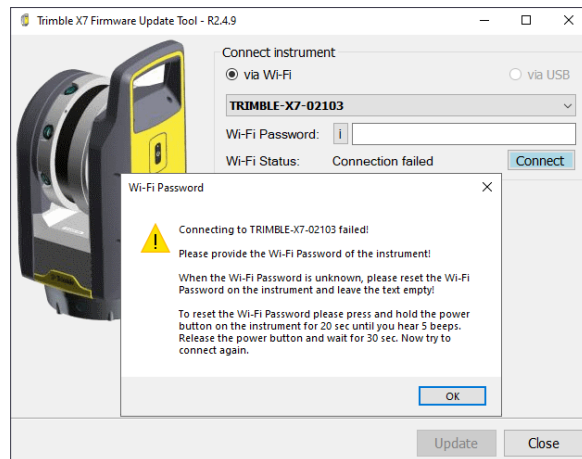 Trimble X7 Firmware Update Tool - R2.4.9
Connect instrument
via Wi-Fi
via USB
TRIMBLE-X7-02103
Wi-Fi Password:
i
Wi-Fi Status: Connection failed
Connect
Wi-Fi Password
Connecting to TRIMBLE-X7-02103 failed!
Please provide the Wi-Fi Password of the instrument!
When the Wi-Fi Password is unknown, please reset the Wi-Fi
Password on the instrument and leave the text empty!
To reset the Wi-Fi Password please press and hold the power
button on the instrument for 20 sec until you hear 5 beeps.
Release the power button and wait for 30 sec. Now try to
connect again.
OK
Update
Close